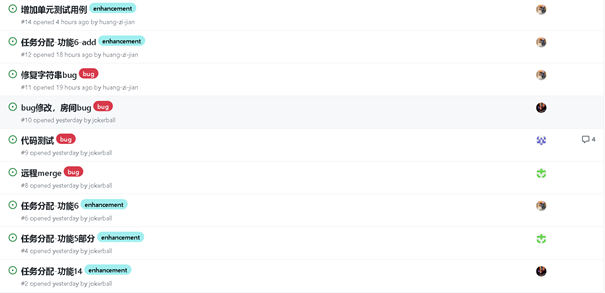 增加单元测试用例 enhancement
#14 opened 4 hours ago by huang-zi-jian
任务分配-功能6-add enhancement
#12 opened 18 hours ago by huang-zi-jian
修复字符串bug bug
#11 opened 19 hours ago by huang-zi-jian
bug修改，房间bug bug
#10 opened yesterday by jokerball
代码测试 bug 4
#9 opened yesterday by jokerball
远程merge bug
#8 opened yesterday by jokerball
任务分配-功能6 enhancement
#6 opened yesterday by jokerball
任务分配-功能5部分 enhancement
#4 opened yesterday by jokerball
任务分配-功能14 enhancement
#2 opened yesterday by jokerball